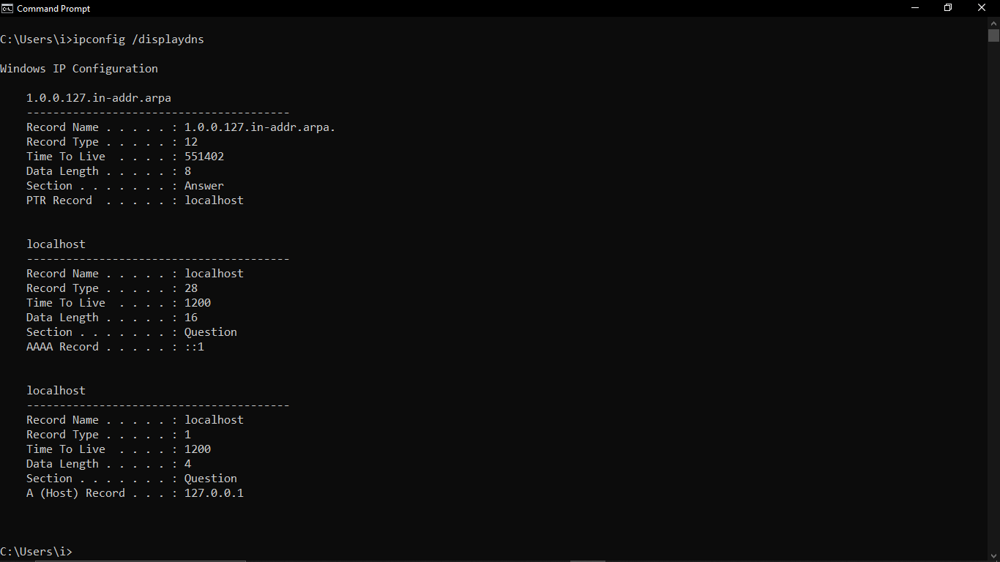 Command Prompt
C:\Users\i>ipconfig /displaydns
Windows IP Configuration
1.0.0.127.in-addr.arpa
----------------------------------------
Record Name . . . . . : 1.0.0.127.in-addr.arpa.
Record Type . . . . . : 12
Time To Live  . . . . : 551402
Data Length . . . . . : 8
Section . . . . . . . : Answer
PTR Record  . . . . . : localhost
localhost
----------------------------------------
Record Name . . . . . : localhost
Record Type . . . . . : 28
Time To Live  . . . . : 1200
Data Length . . . . . : 16
Section . . . . . . . : Question
AAAA Record . . . . . : ::1
localhost
----------------------------------------
Record Name . . . . . : localhost
Record Type . . . . . : 1
Time To Live  . . . . : 1200
Data Length . . . . . : 4
Section . . . . . . . : Question
A (Host) Record . . . : 127.0.0.1
C:\Users\i>